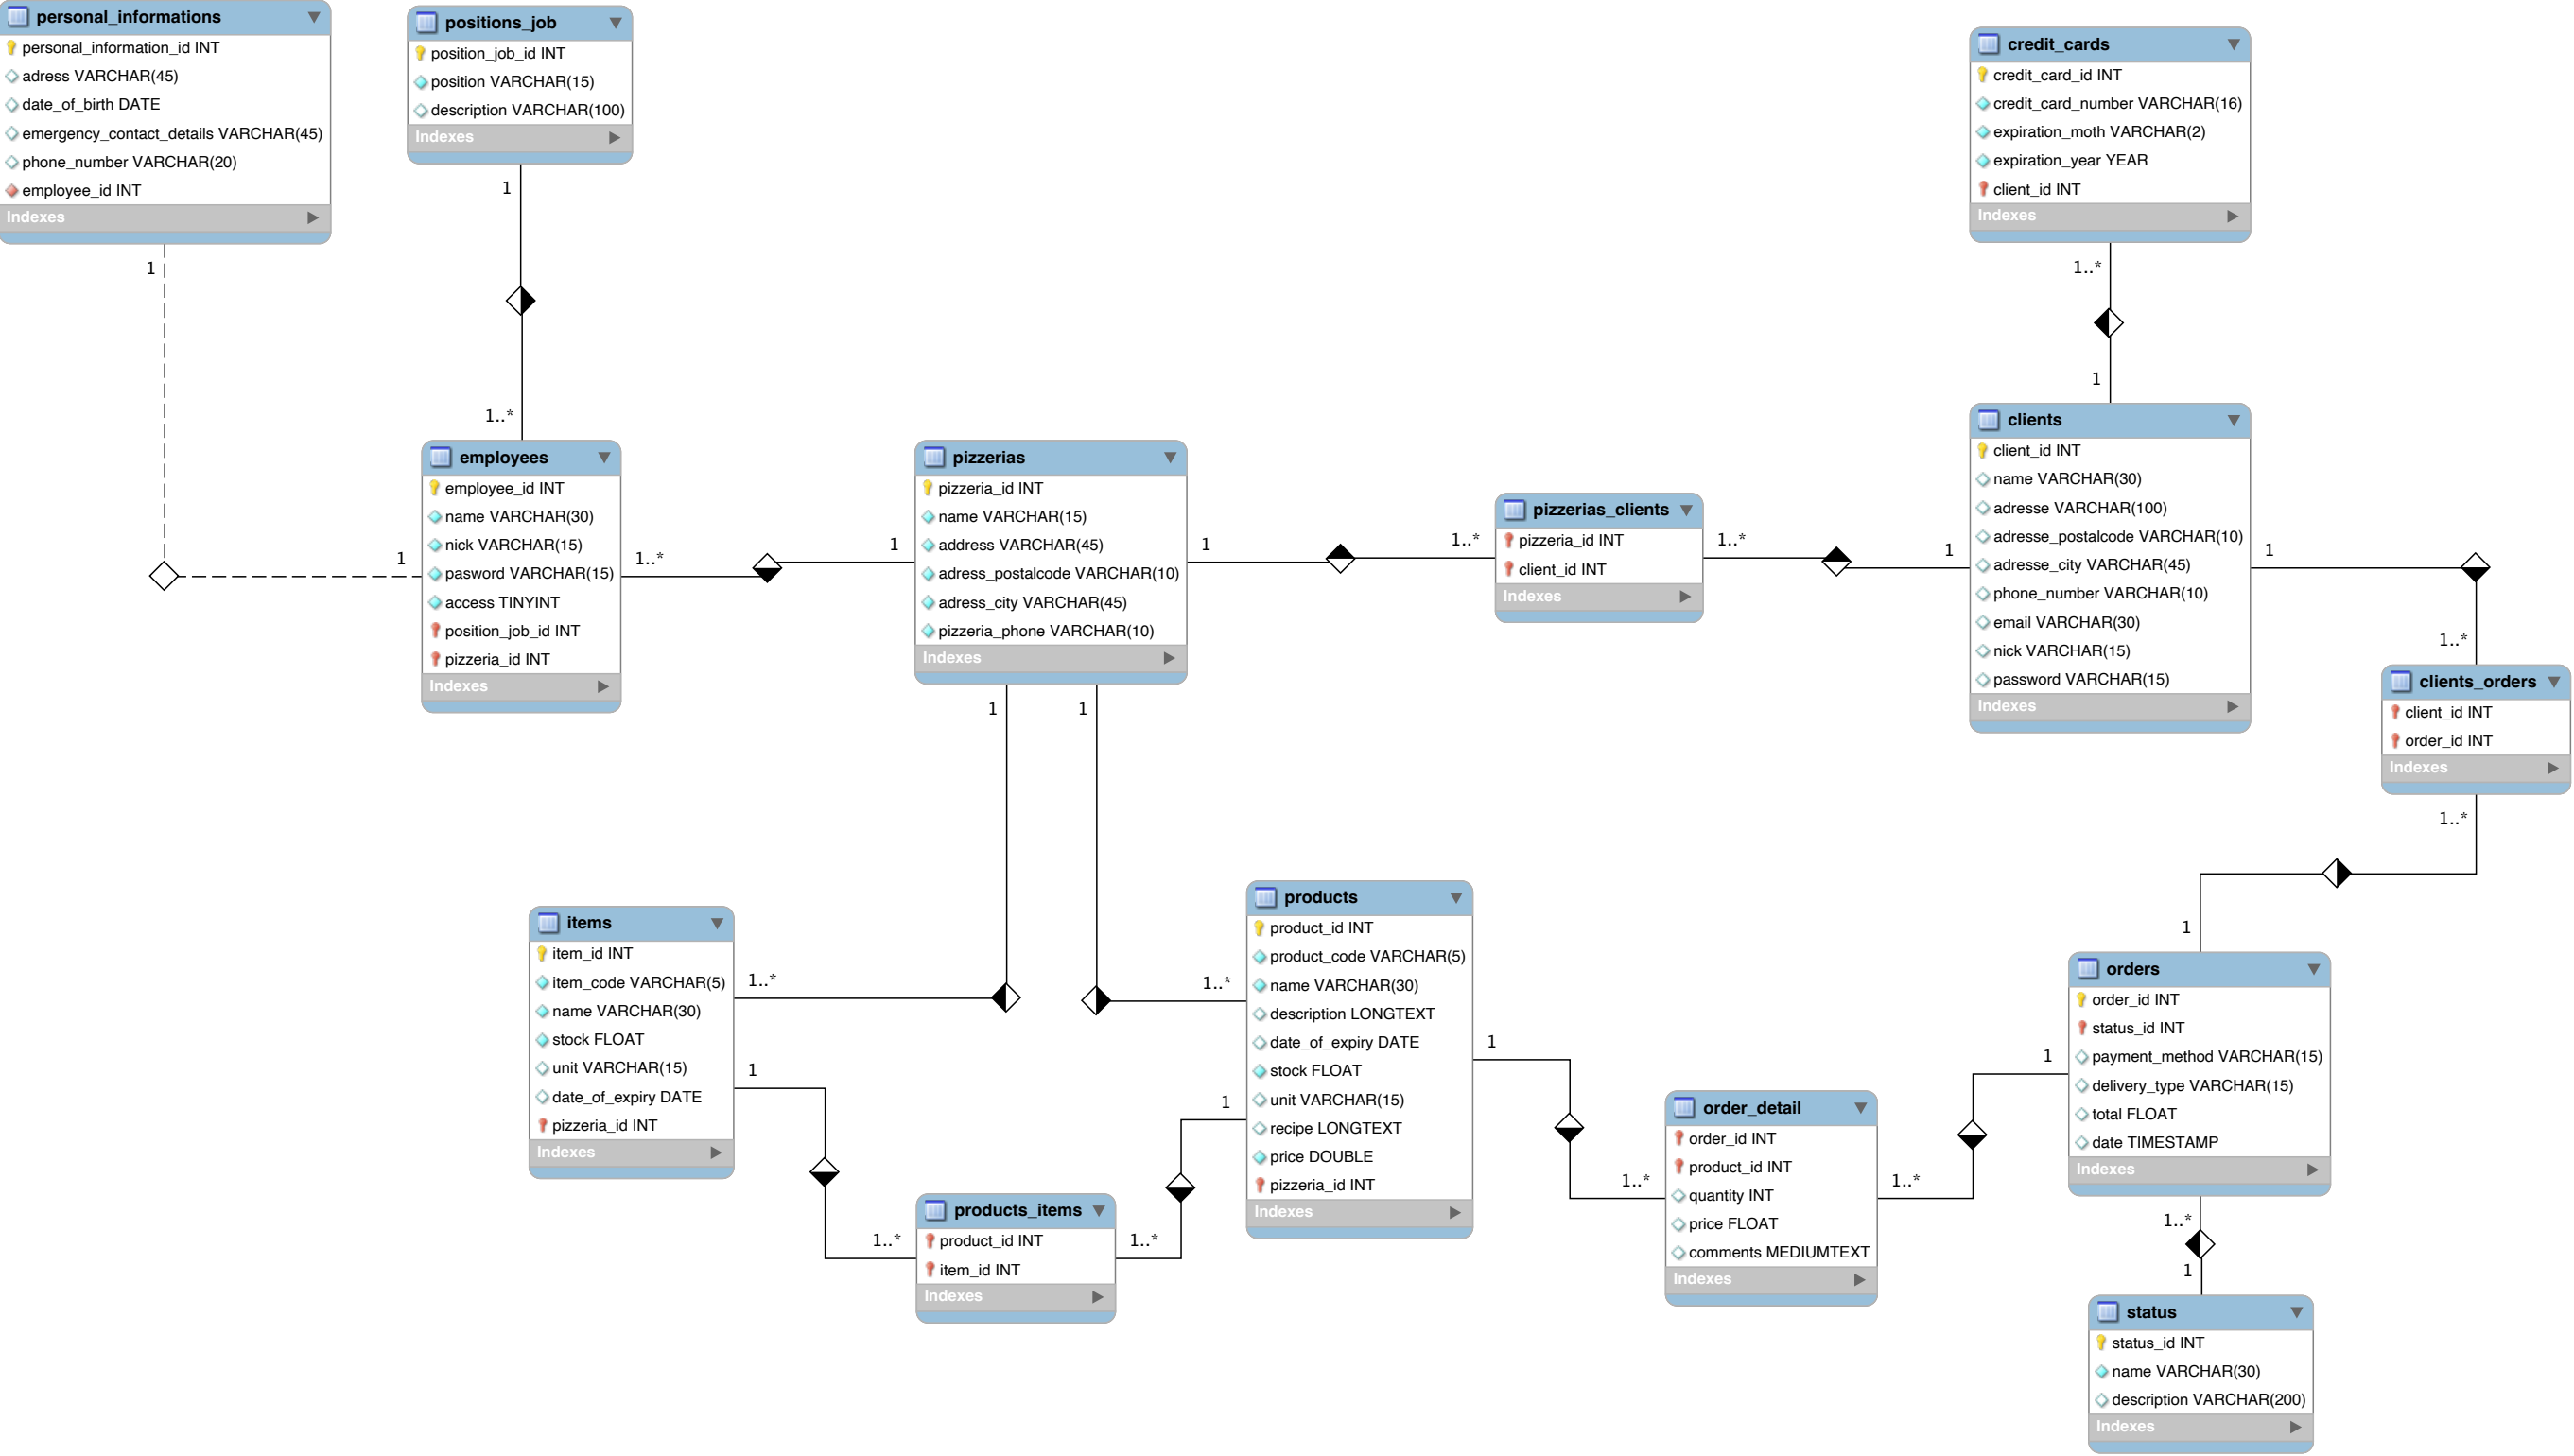 personal_informations
personal_information_id INT
adress VARCHAR(45)
date_of_birth DATE
emergency_contact_details VARCHAR(45)
phone_number VARCHAR(20)
employee_id INT
Indexes
positions_job
position_job_id INT
position VARCHAR(15)
description VARCHAR(100)
Indexes
credit_cards
credit_card_id INT
credit_card_number VARCHAR(16)
expiration_moth VARCHAR(2)
expiration_year YEAR
client_id INT
Indexes
1
1
1..*
1
1..*
employees
employee_id INT
name VARCHAR(30)
nick VARCHAR(15)
pasword VARCHAR(15)
access TINYINT
position_job_id INT
pizzeria_id INT
Indexes
1
1..*
1
pizzerias
pizzeria_id INT
name VARCHAR(15)
address VARCHAR(45)
adress_postalcode VARCHAR(10)
adress_city VARCHAR(45)
pizzeria_phone VARCHAR(10)
Indexes
1
1..*
pizzerias_clients
pizzeria_id INT
client_id INT
Indexes
1..*
1
clients
client_id INT
name VARCHAR(30)
adresse VARCHAR(100)
adresse_postalcode VARCHAR(10)
adresse_city VARCHAR(45)
phone_number VARCHAR(10)
email VARCHAR(30)
nick VARCHAR(15)
password VARCHAR(15)
Indexes
1
1..*
clients_orders
client_id INT
order_id INT
Indexes
1..*
1
1
1
items
item_id INT
item_code VARCHAR(5)
name VARCHAR(30)
stock FLOAT
unit VARCHAR(15)
date_of_expiry DATE
pizzeria_id INT
Indexes
1..*
1
1..*
products_items
product_id INT
item_id INT
Indexes
1..*
1
1..*
products
product_id INT
product_code VARCHAR(5)
name VARCHAR(30)
description LONGTEXT
date_of_expiry DATE
stock FLOAT
unit VARCHAR(15)
recipe LONGTEXT
price DOUBLE
pizzeria_id INT
Indexes
1
1..*
order_detail
order_id INT
product_id INT
quantity INT
price FLOAT
comments MEDIUMTEXT
Indexes
1..*
1
orders
order_id INT
status_id INT
payment_method VARCHAR(15)
delivery_type VARCHAR(15)
total FLOAT
date TIMESTAMP
Indexes
1..*
1
status
status_id INT
name VARCHAR(30)
description VARCHAR(200)
Indexes